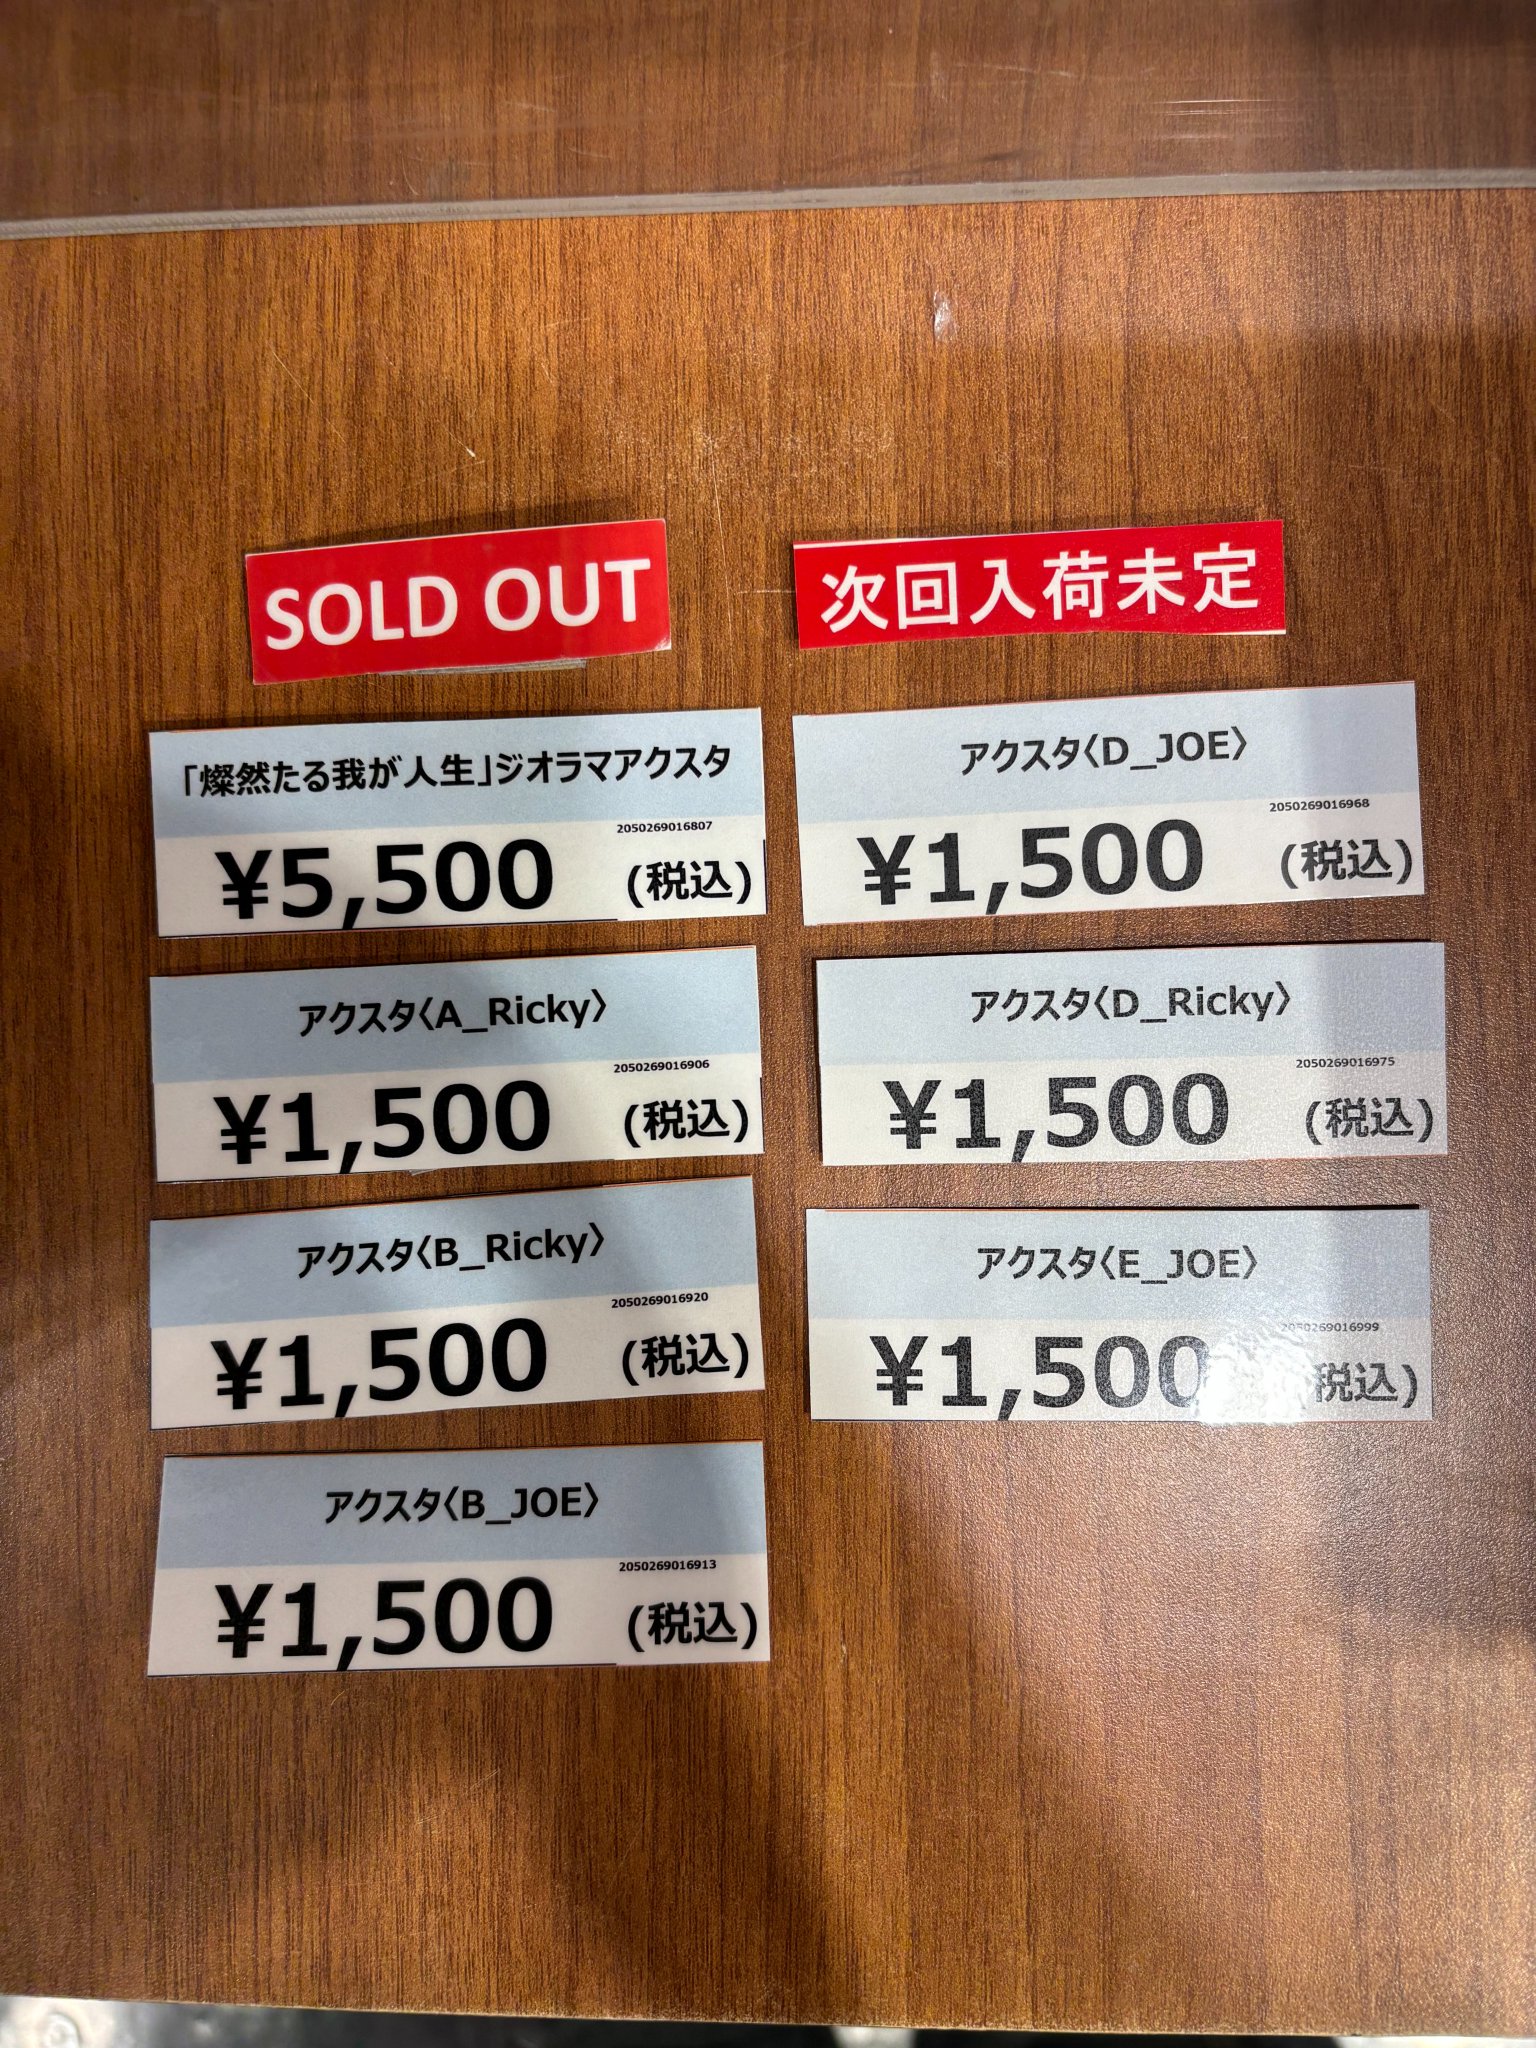 SOLD OUT
次回入荷未定
「燦然たる我が人生」ジオラマアクスタ
2050269016807
¥5,500 (税込)
アクスタ〈A_Ricky〉
2050269016906
¥1,500 (税込)
アクスタ〈B_Ricky〉
2050269016920
¥1,500 (税込)
アクスタ〈B_JOE〉
2050269016913
¥1,500 (税込)
アクスタ〈D_JOE〉
2050269016968
¥1,500 (税込)
アクスタ〈D_Ricky〉
2050269016975
¥1,500 (税込)
アクスタ〈E_JOE〉
2050269016999
¥1,500 (税込)